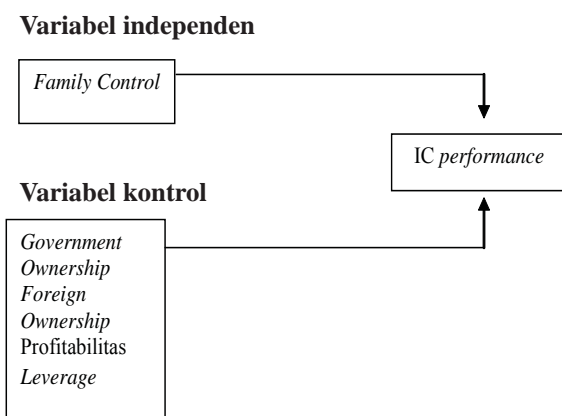 Variabel independen
Family Control
IC performance
Variabel kontrol
Government
Ownership
Foreign
Ownership
Profitabilitas
Leverage